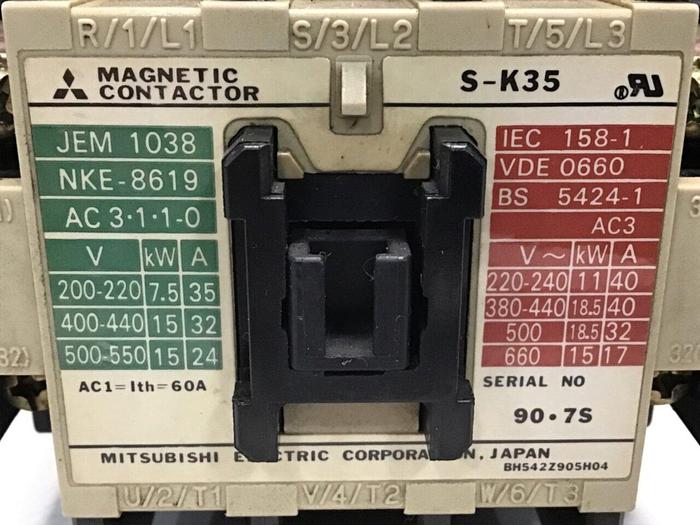 R/1/L1 S/3/L2 T/5/L3
MAGNETIC
CONTACTOR
S-K35
® RU
JEM 1038
NKE-8619
AC 3·1·1-0
V kW A
200-220 7.5 35
400-440 15 32
500-550 15 24
AC1=Ith=60A
IEC 158-1
VDE 0660
BS 5424-1
AC3
V~ kW A
220-240 11 40
380-440 18.5 40
500 18.5 32
660 15 17
SERIAL NO
90·7S
MITSUBISHI , JAPAN
BH542Z905H04
U/2/T1 V/4/T2 W/6/T3